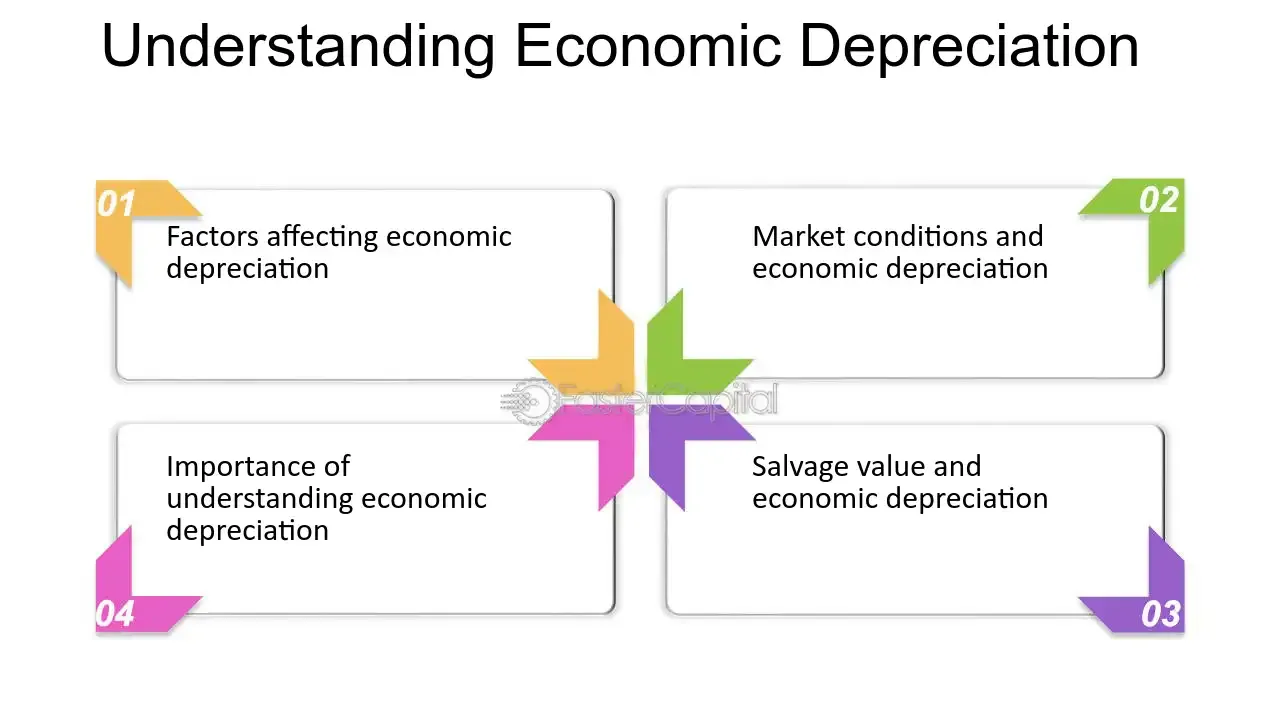 Understanding Economic Depreciation
01
Factors affecting economic
depreciation
02
Market conditions and
economic depreciation
FasterCapital
04
Importance of
understanding economic
depreciation
03
Salvage value and
economic depreciation